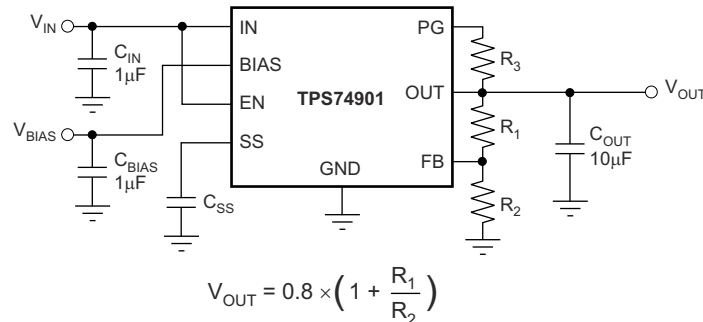 V_IN
C_IN
1µF
V_BIAS
C_BIAS
1µF
C_SS
IN
BIAS
EN
SS
TPS74901
GND
PG
OUT
FB
R_3
R_1
R_2
V_OUT
C_OUT
10µF
V_OUT = 0.8 × ( 1 + R_1 / R_2 )